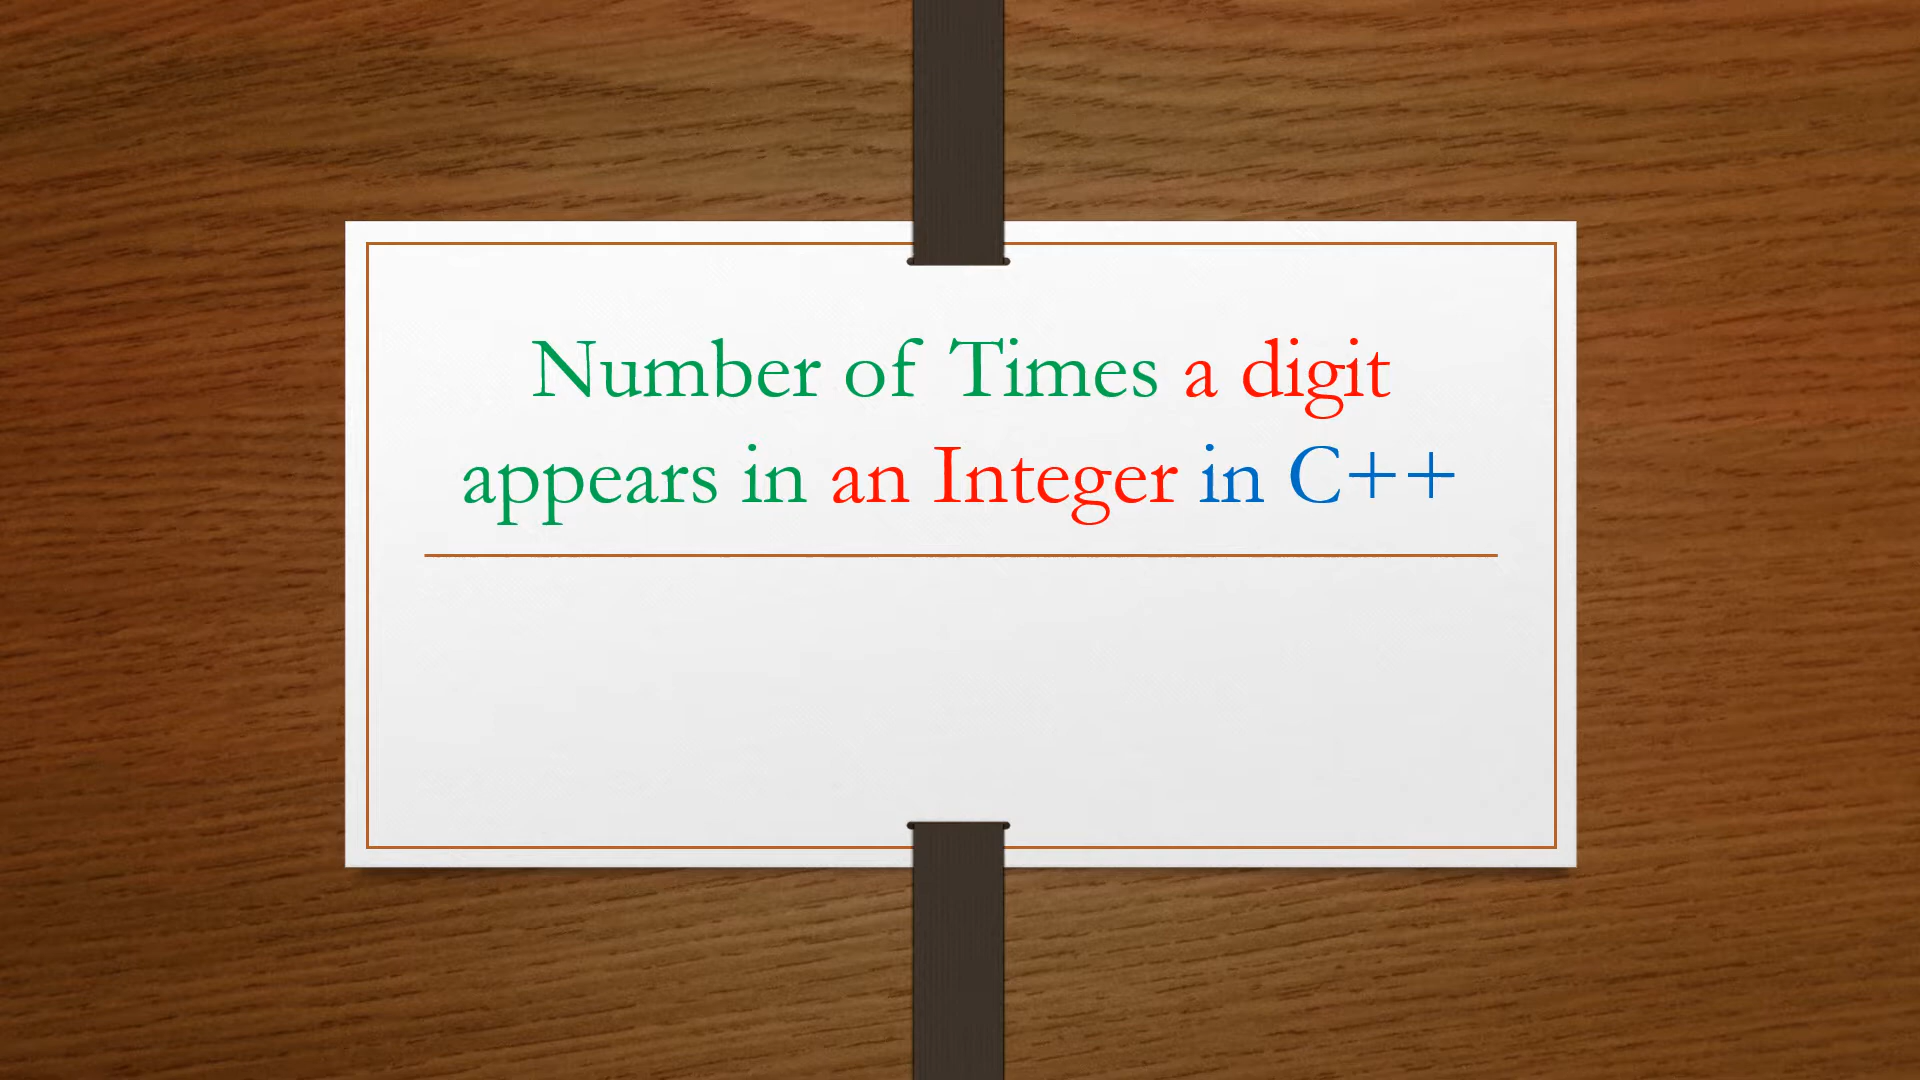 Number of Times a digit
appears in an Integer in C++